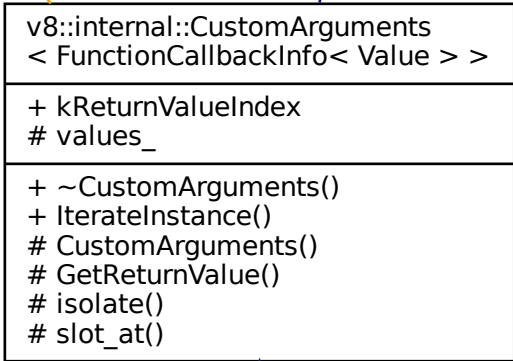 v8::internal::CustomArguments
< FunctionCallbackInfo< Value > >
+ kReturnValueIndex
# values_
+ ~CustomArguments()
+ IterateInstance()
# CustomArguments()
# GetReturnValue()
# isolate()
# slot_at()